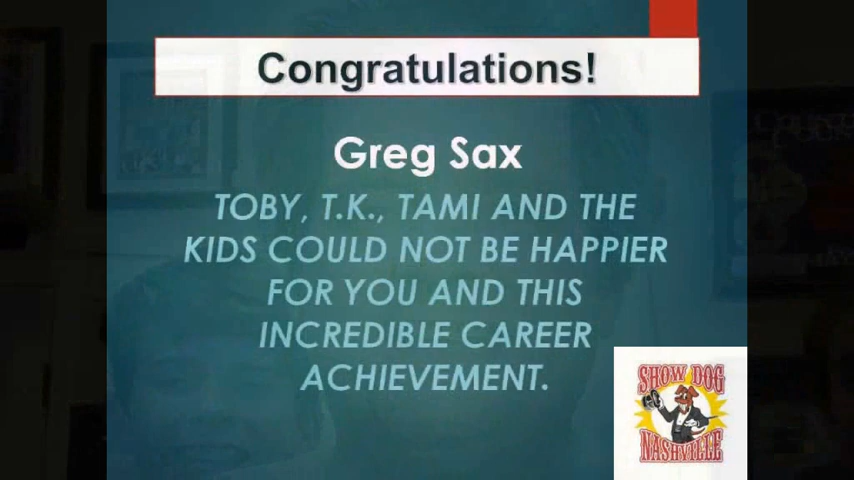 Congratulations!
Greg Sax
TOBY, T.K., TAMI AND THE
KIDS COULD NOT BE HAPPIER
FOR YOU AND THIS
INCREDIBLE CAREER
ACHIEVEMENT.
SHOW DOG
NASHVILLE